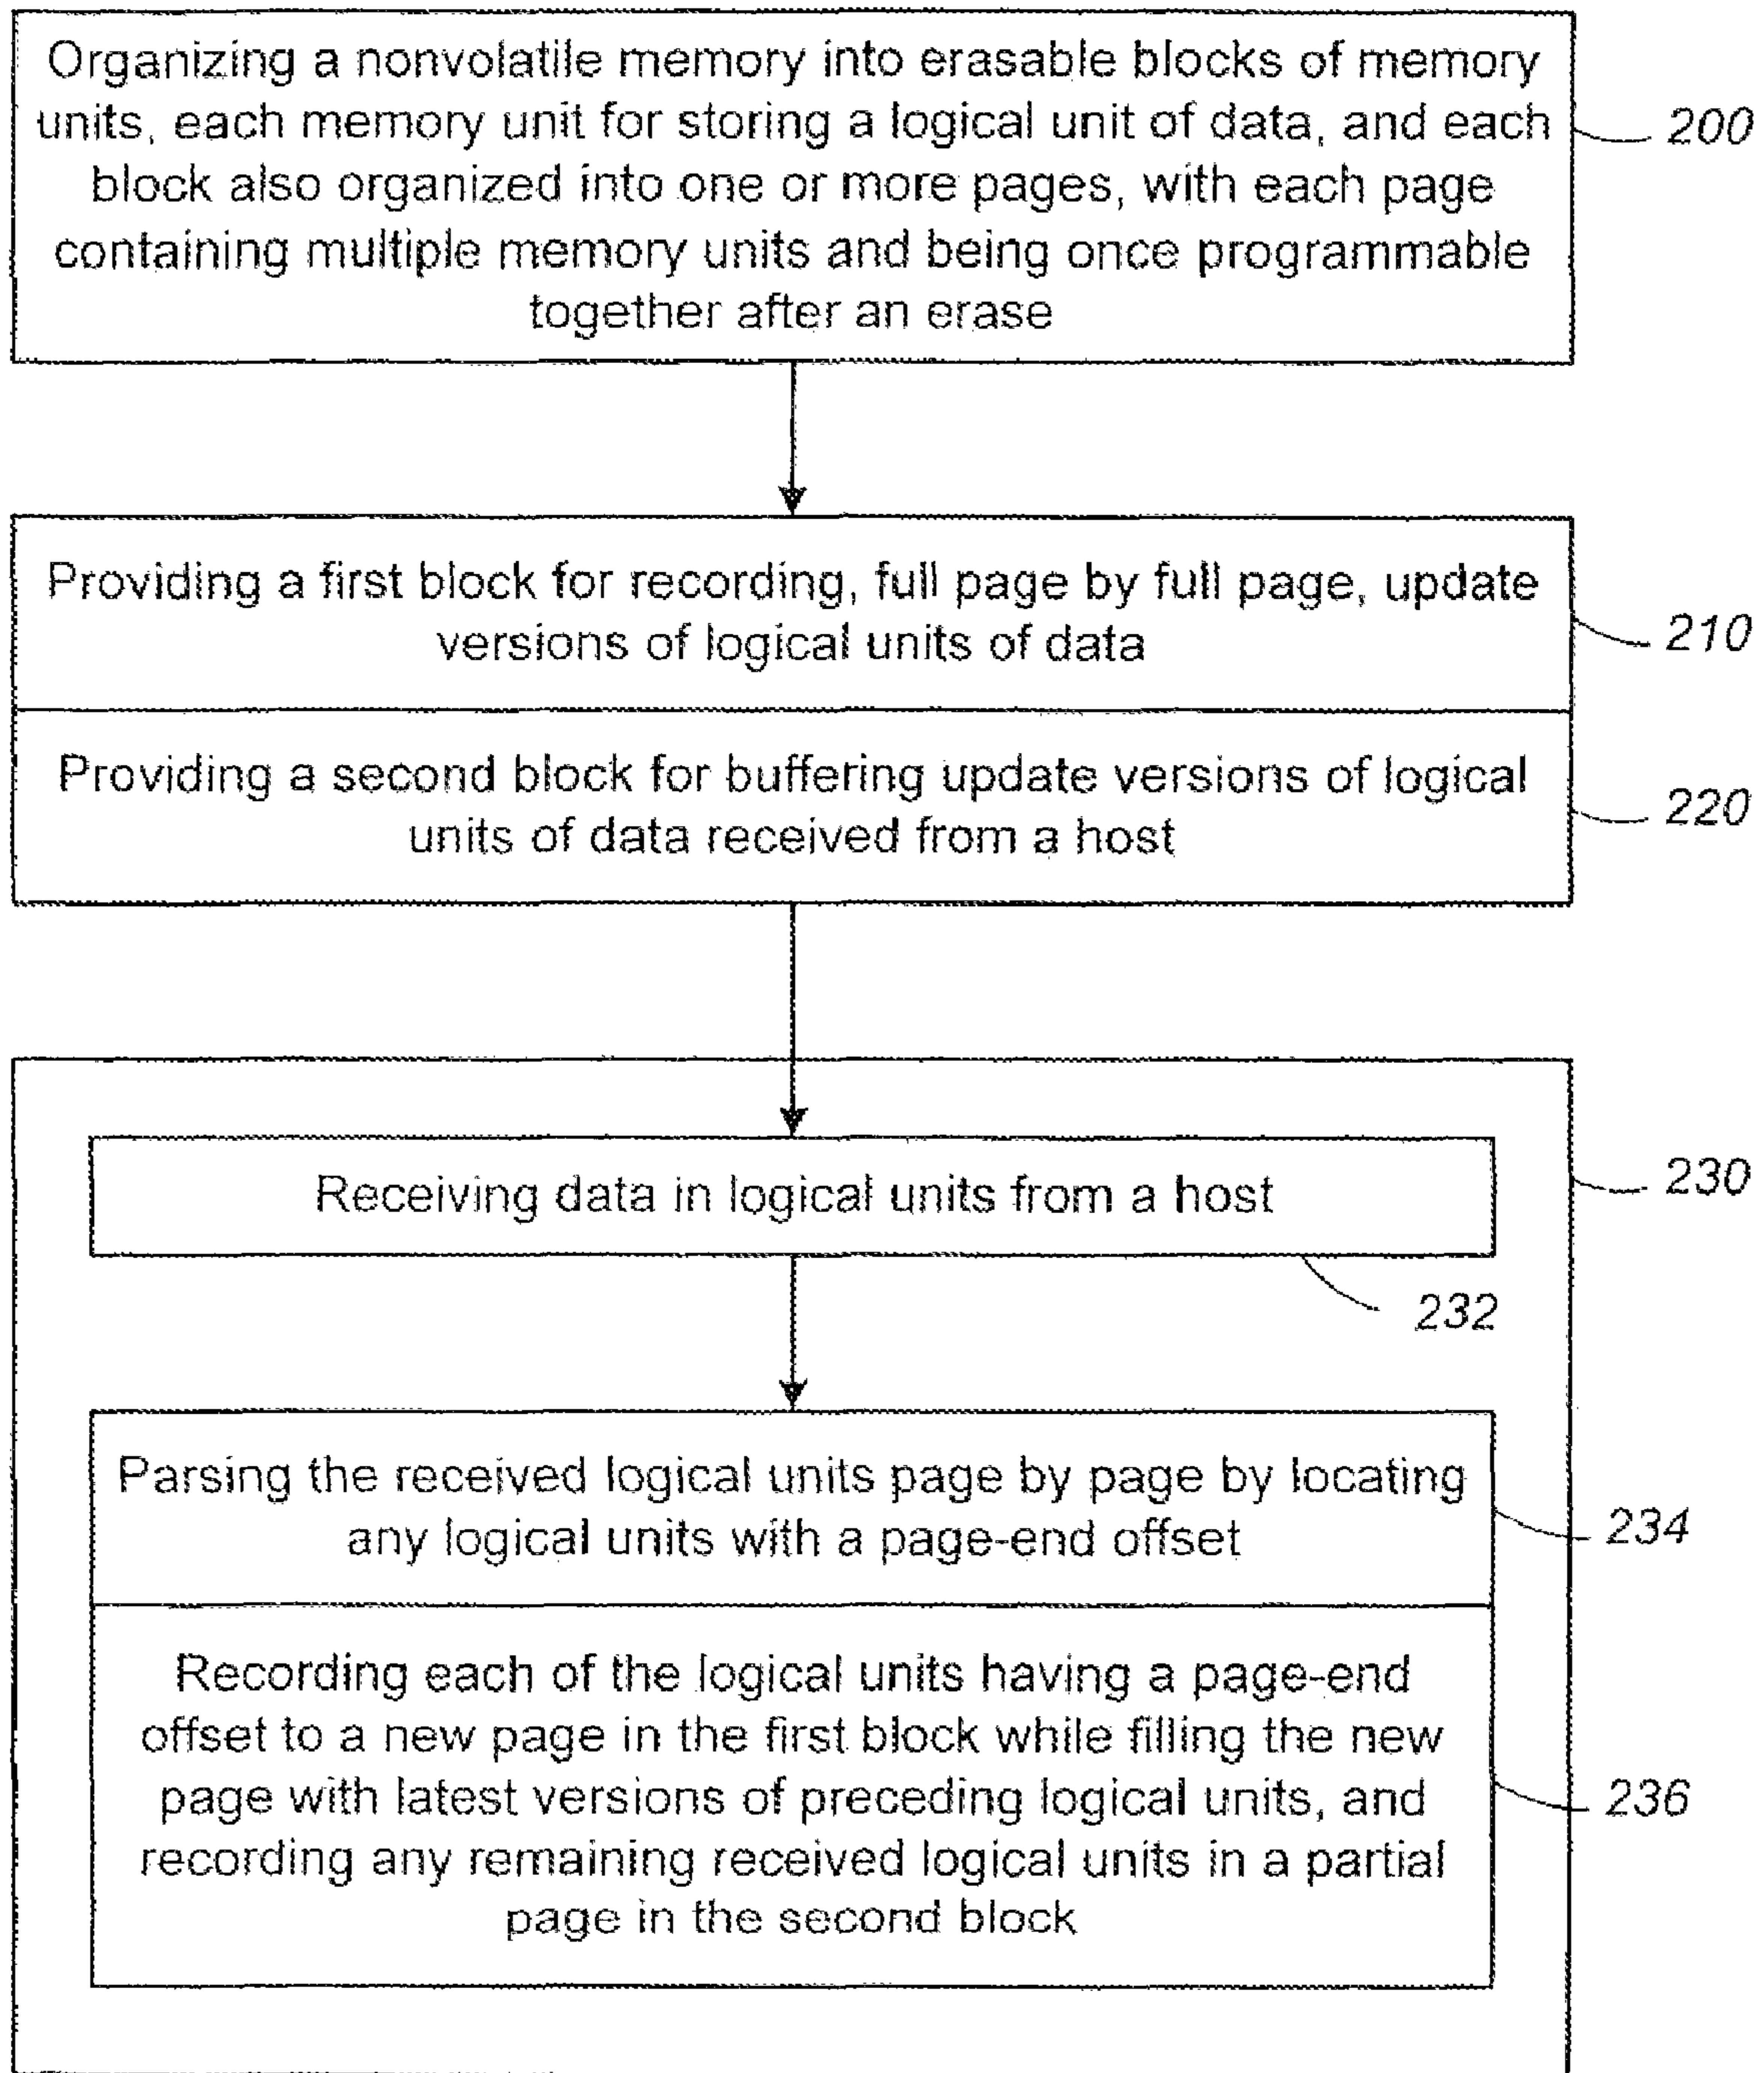 Organizing a nonvolatile memory into erasable blocks of memory
units, each memory unit for storing a logical unit of data, and each
block also organized into one or more pages, with each page
containing multiple memory units and being once programmable
together after an erase
200
Providing a first block for recording, full page by full page, update
versions of logical units of data
210
Providing a second block for buffering update versions of logical
units of data received from a host
220
230
Receiving data in logical units from a host
232
Parsing the received logical units page by page by locating
any logical units with a page-end offset
234
Recording each of the logical units having a page-end
offset to a new page in the first block while filling the new
page with latest versions of preceding logical units, and
recording any remaining received logical units in a partial
page in the second block
236